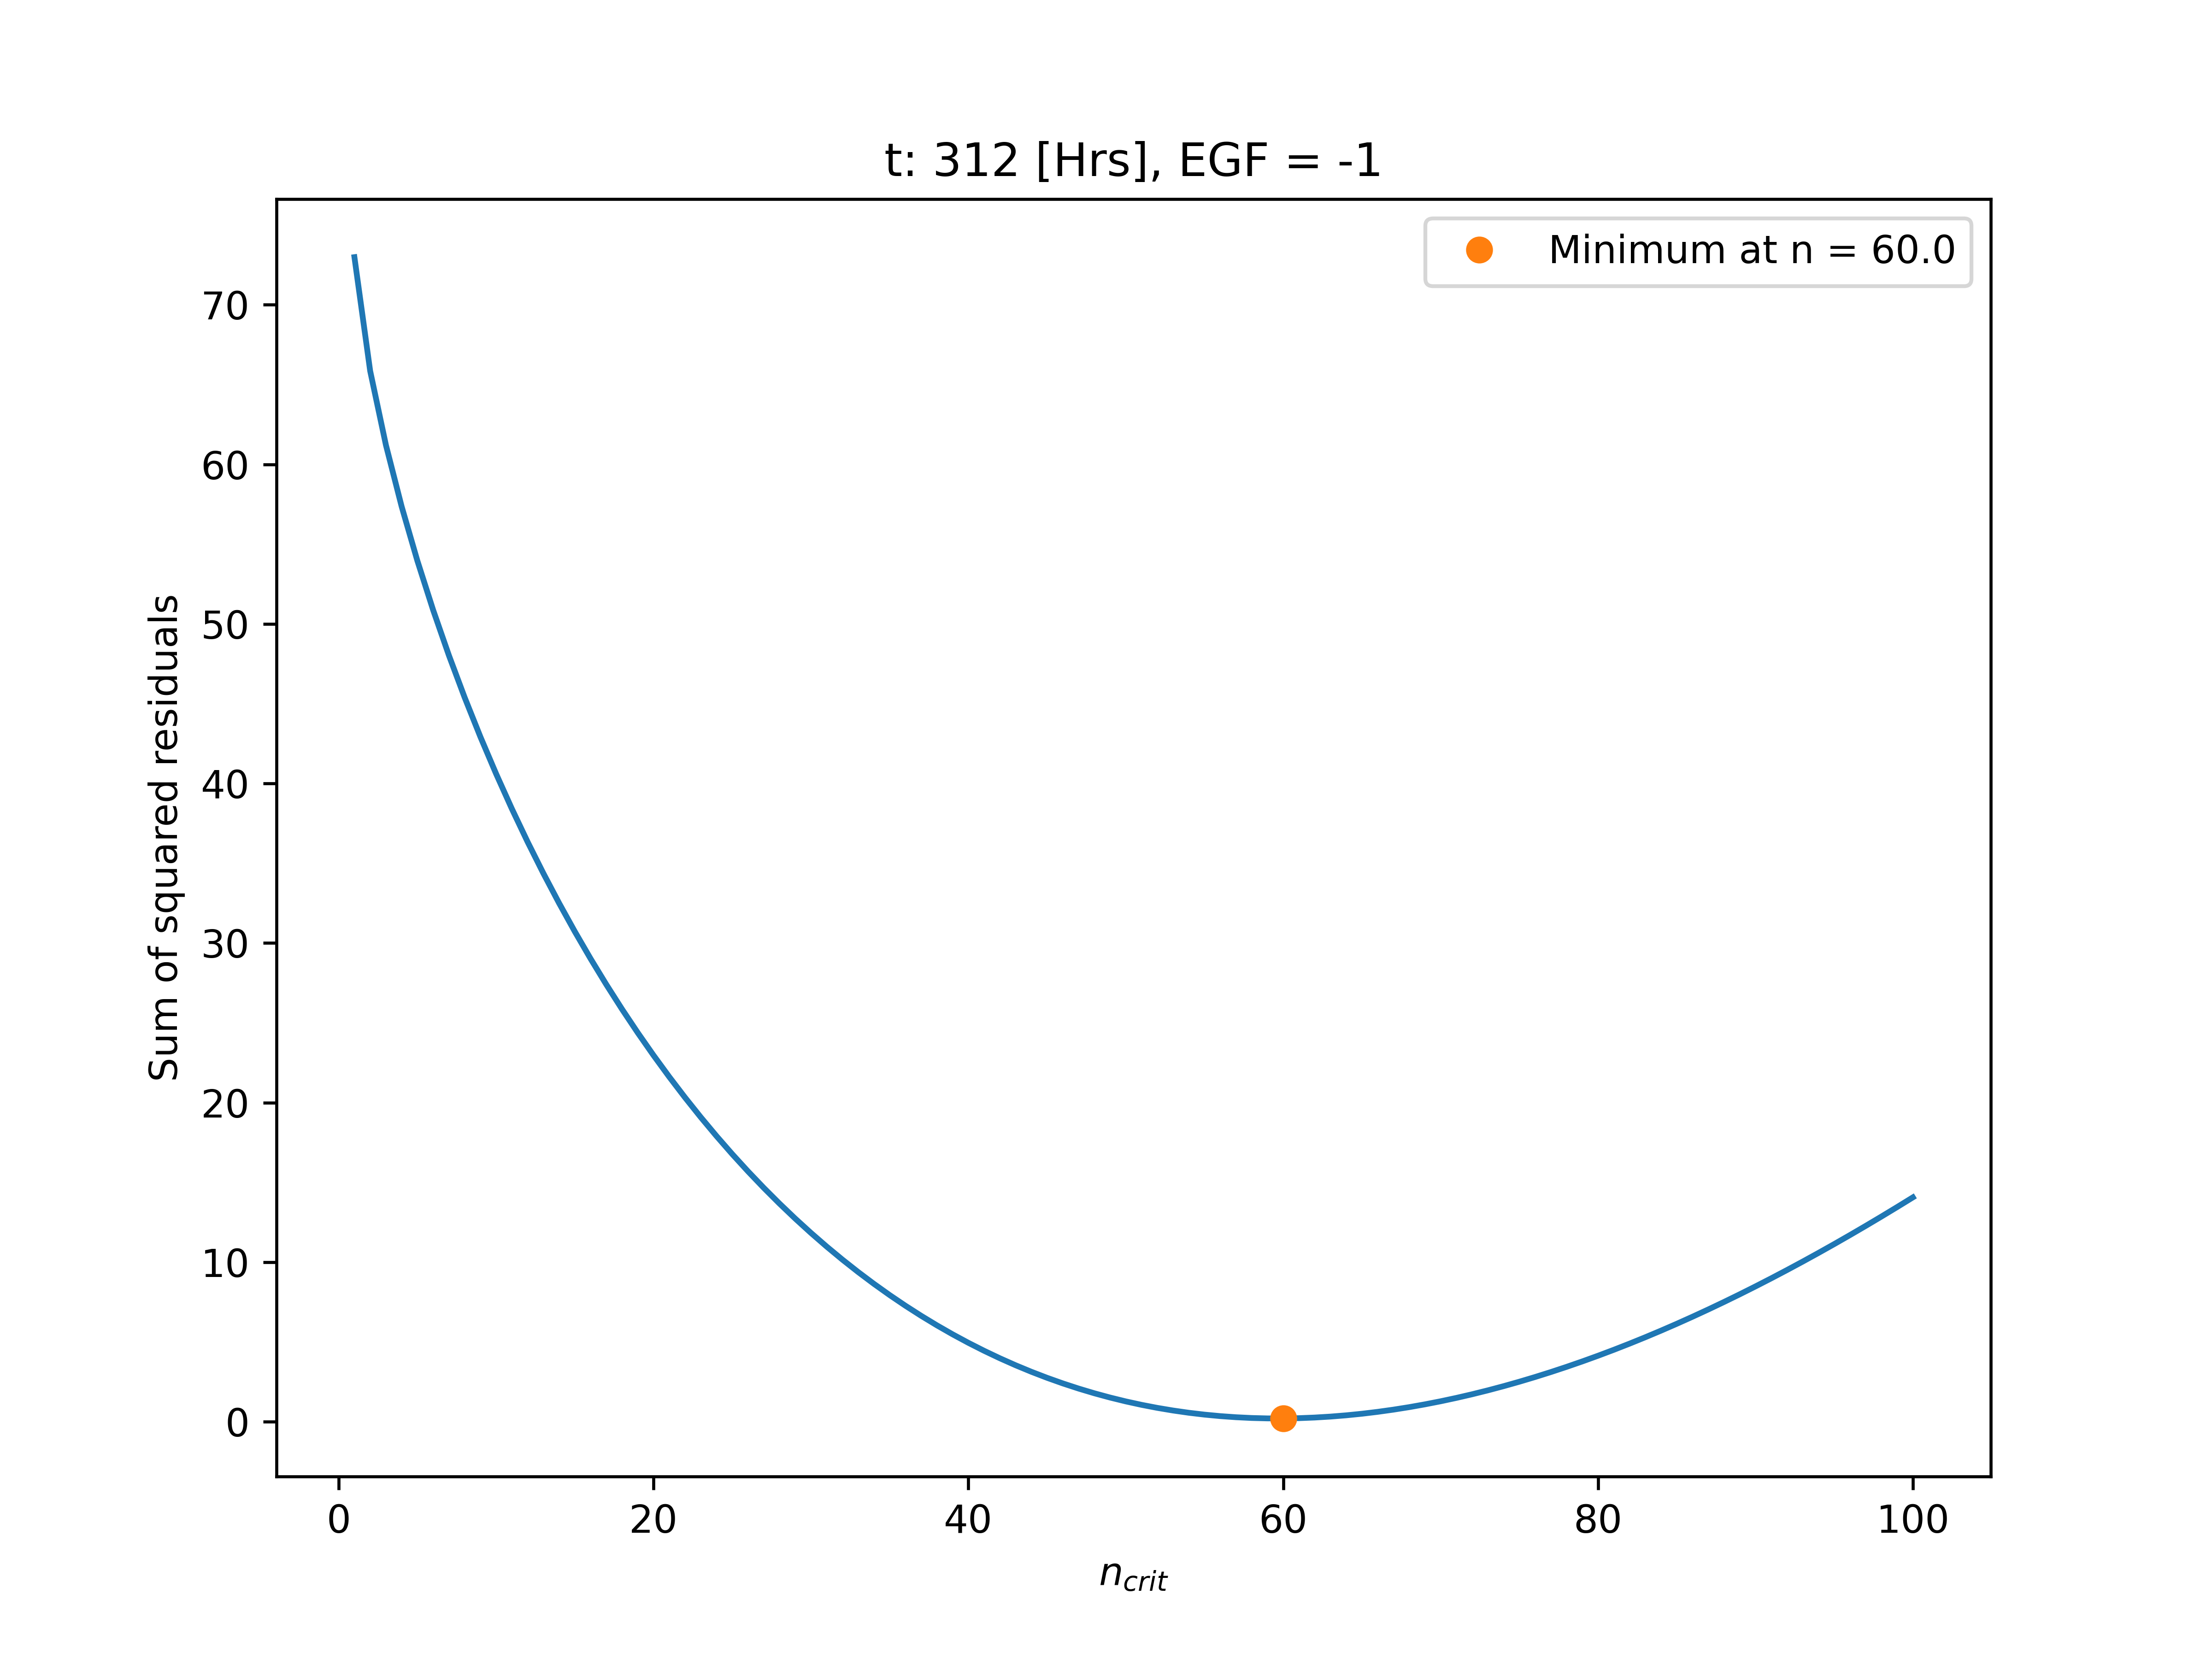 t: 312 [Hrs], EGF = -1
Minimum at n = 60.0
Sum of squared residuals
70
60
50
40
30
20
10
0
0 20 40 60 80 100
n_crit